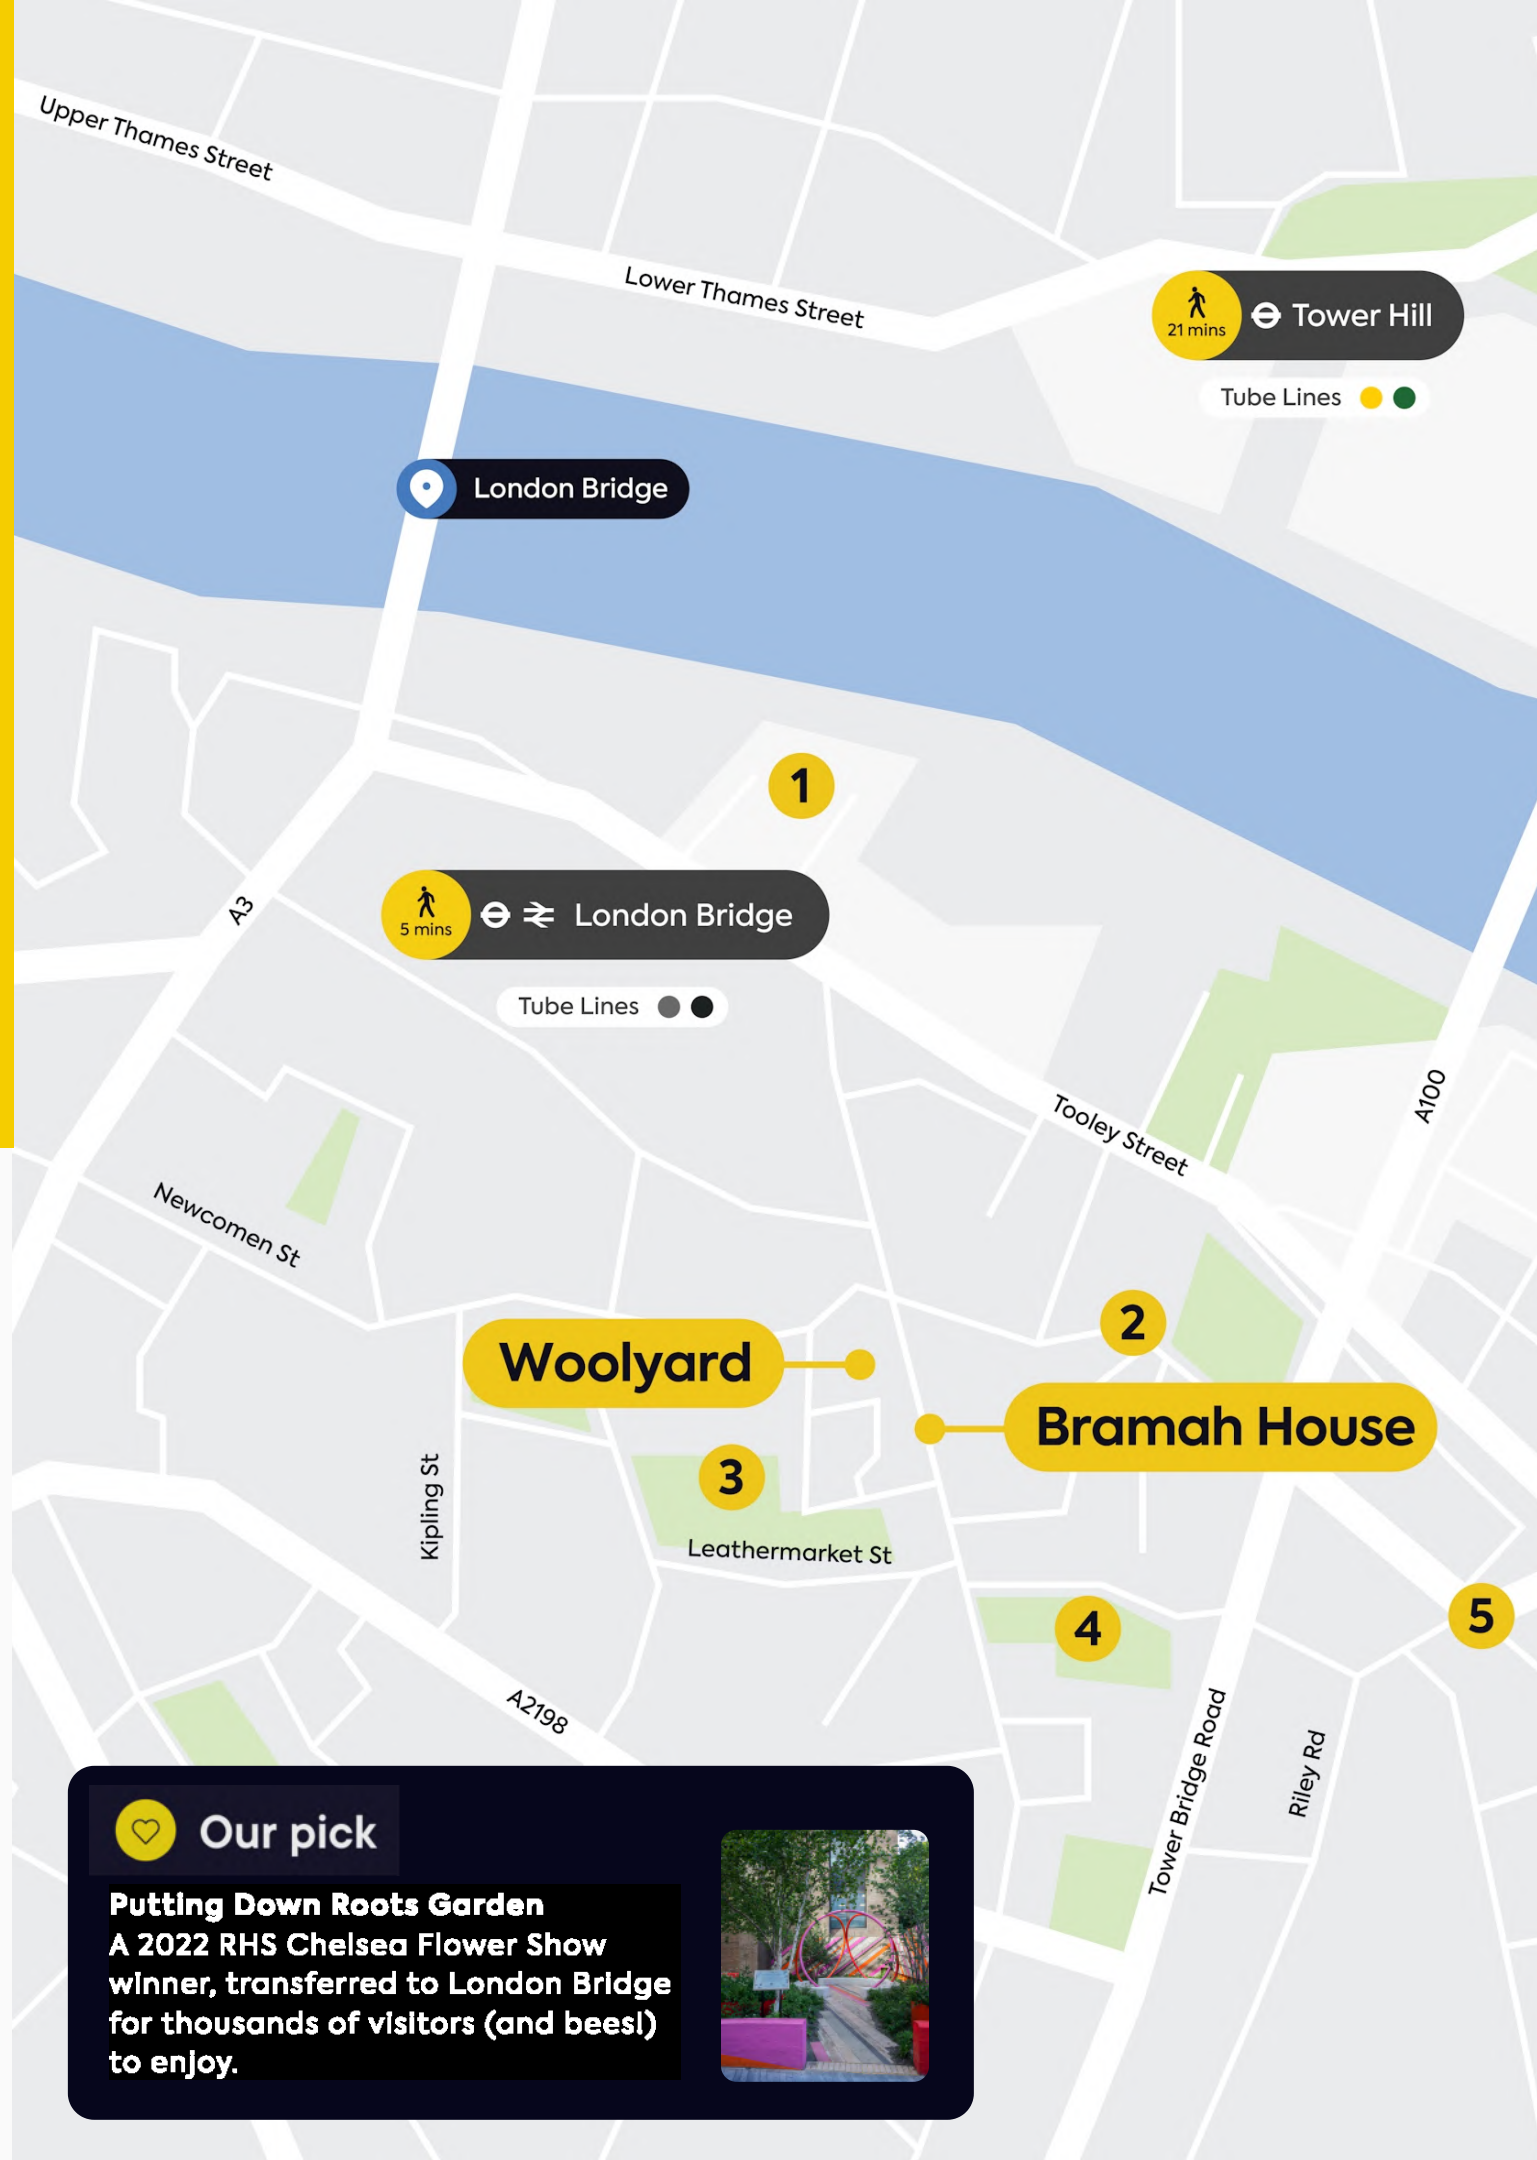 Upper Thames Street
Lower Thames Street
21 mins
Tower Hill
Tube Lines
London Bridge
1
A3
5 mins
London Bridge
Tube Lines
Tooley Street
A100
Newcomen St
2
Woolyard
Bramah House
3
Kipling St
Leathermarket St
4
5
A2198
Tower Bridge Road
Riley Rd
Our pick
Putting Down Roots Garden
A 2022 RHS Chelsea Flower Show
winner, transferred to London Bridge
for thousands of visitors (and bees!)
to enjoy.